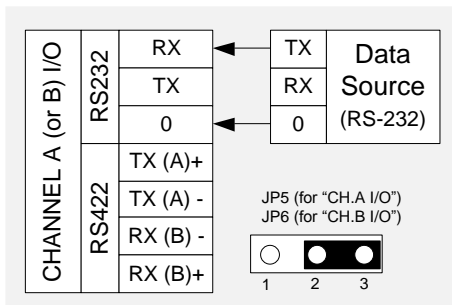 CHANNEL A (or B) I/O
RS232
RX
TX
0
RS422
TX (A)+
TX (A) -
RX (B) -
RX (B)+
TX
RX
0
Data
Source
(RS-232)
JP5 (for “CH.A I/O”)
JP6 (for “CH.B I/O”)
1 2 3